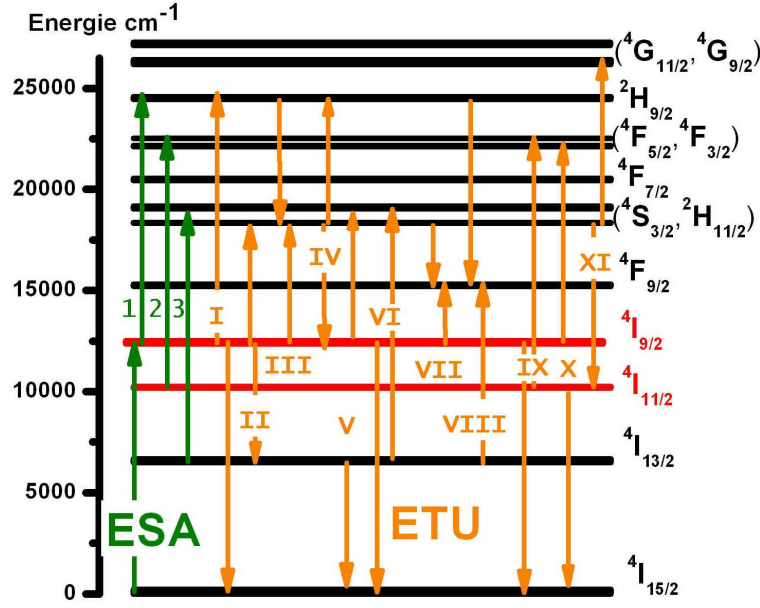 Energie cm⁻¹
(⁴G₁₁/₂,⁴G₉/₂)
25000
²H₉/₂
(⁴F₅/₂,⁴F₃/₂)
20000
⁴F₇/₂
(⁴S₃/₂,²H₁₁/₂)
IV
XI
15000
⁴F₉/₂
1 2 3
I
VI
⁴I₉/₂
III
VII
IX
X
10000
⁴I₁₁/₂
II
V
VIII
⁴I₁₃/₂
5000
ESA
ETU
0
⁴I₁₅/₂